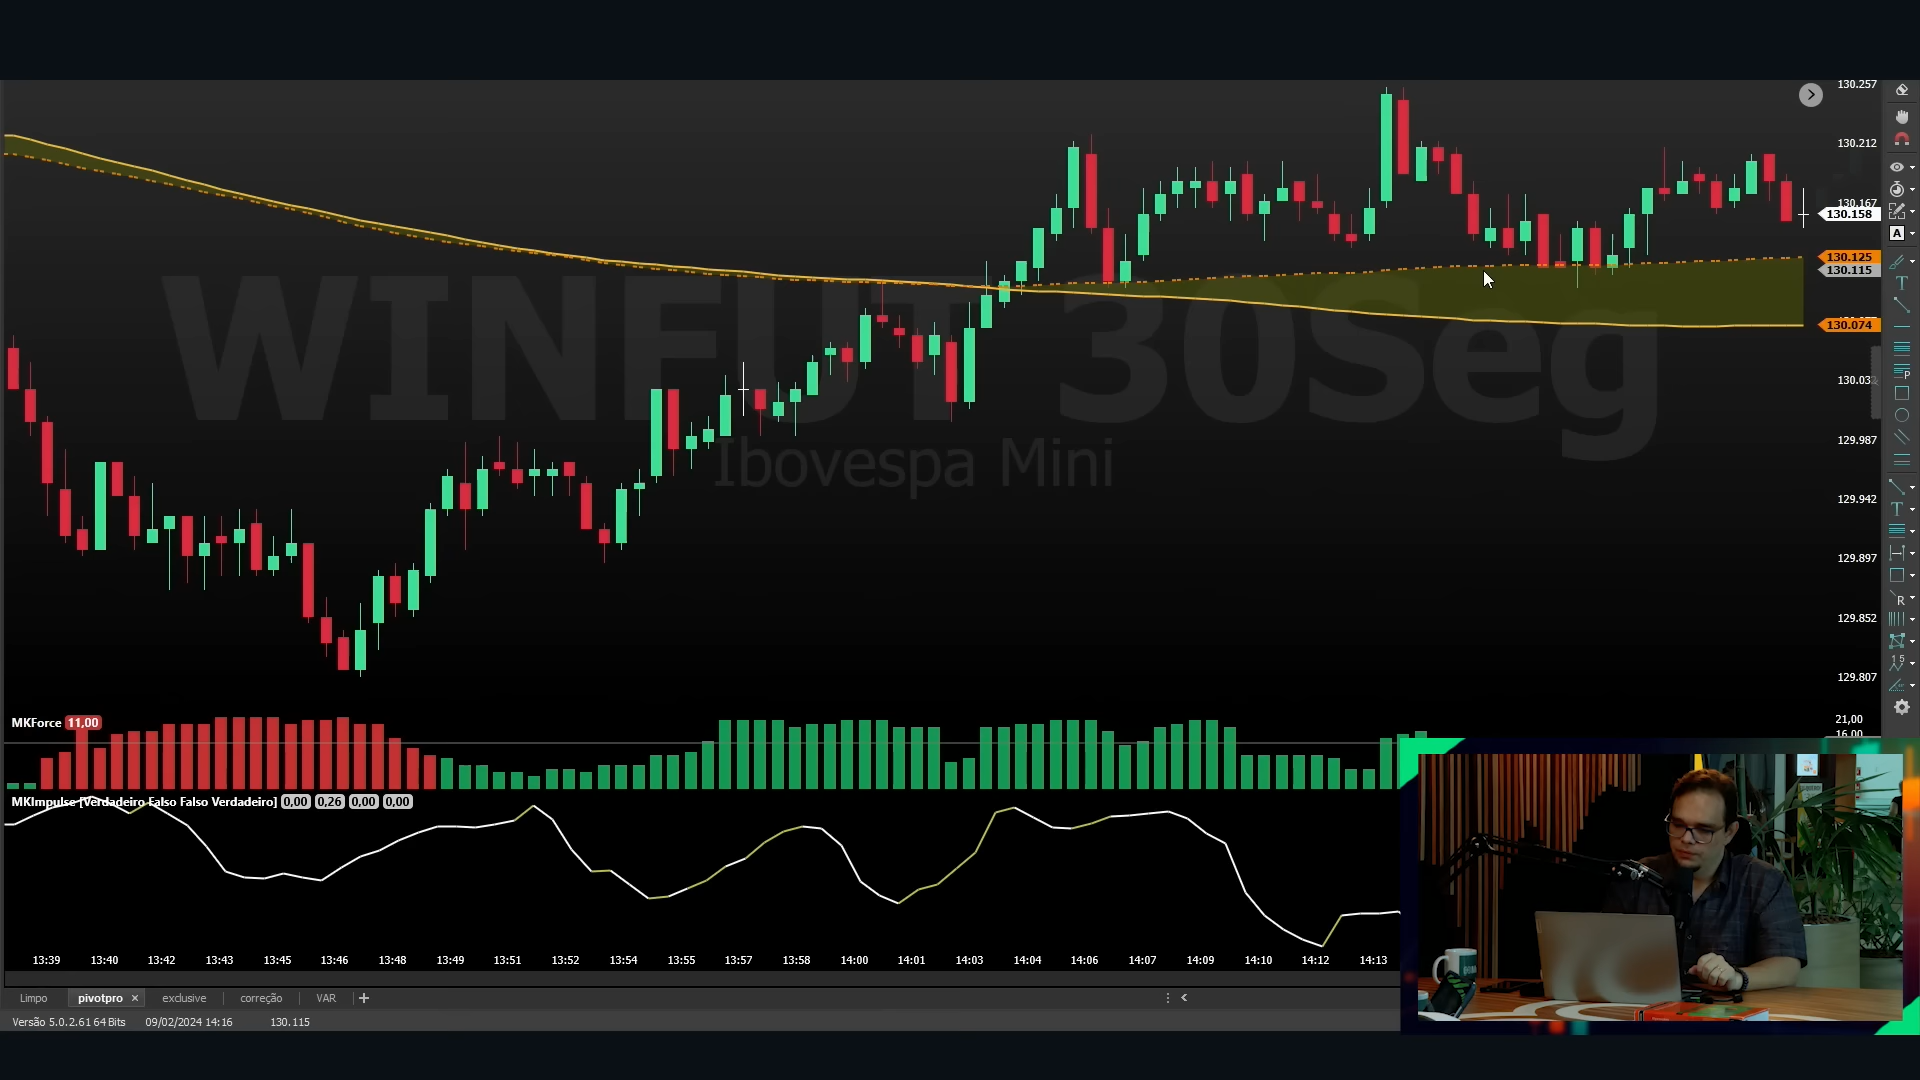 130.257
130.212
130.167
130.158
130.125
130.115
130.074
130.03
129.987
129.942
129.897
129.852
129.807
WINFUT 30Seg
Ibovespa Mini
MKForce 11,00
21,00
16,00
MKImpulse [Verdadeiro Falso Falso Verdadeiro] 0,00 0,26 0,00 0,00
13:39 13:40 13:42 13:43 13:45 13:46 13:48 13:49 13:51 13:52 13:54 13:55 13:57 13:58 14:00 14:01 14:03 14:04 14:06 14:07 14:09 14:10 14:12 14:13
Limpo pivotpro × exclusive correção VAR +
Versão 5.0.2.61 64 Bits 09/02/2024 14:16 130.115